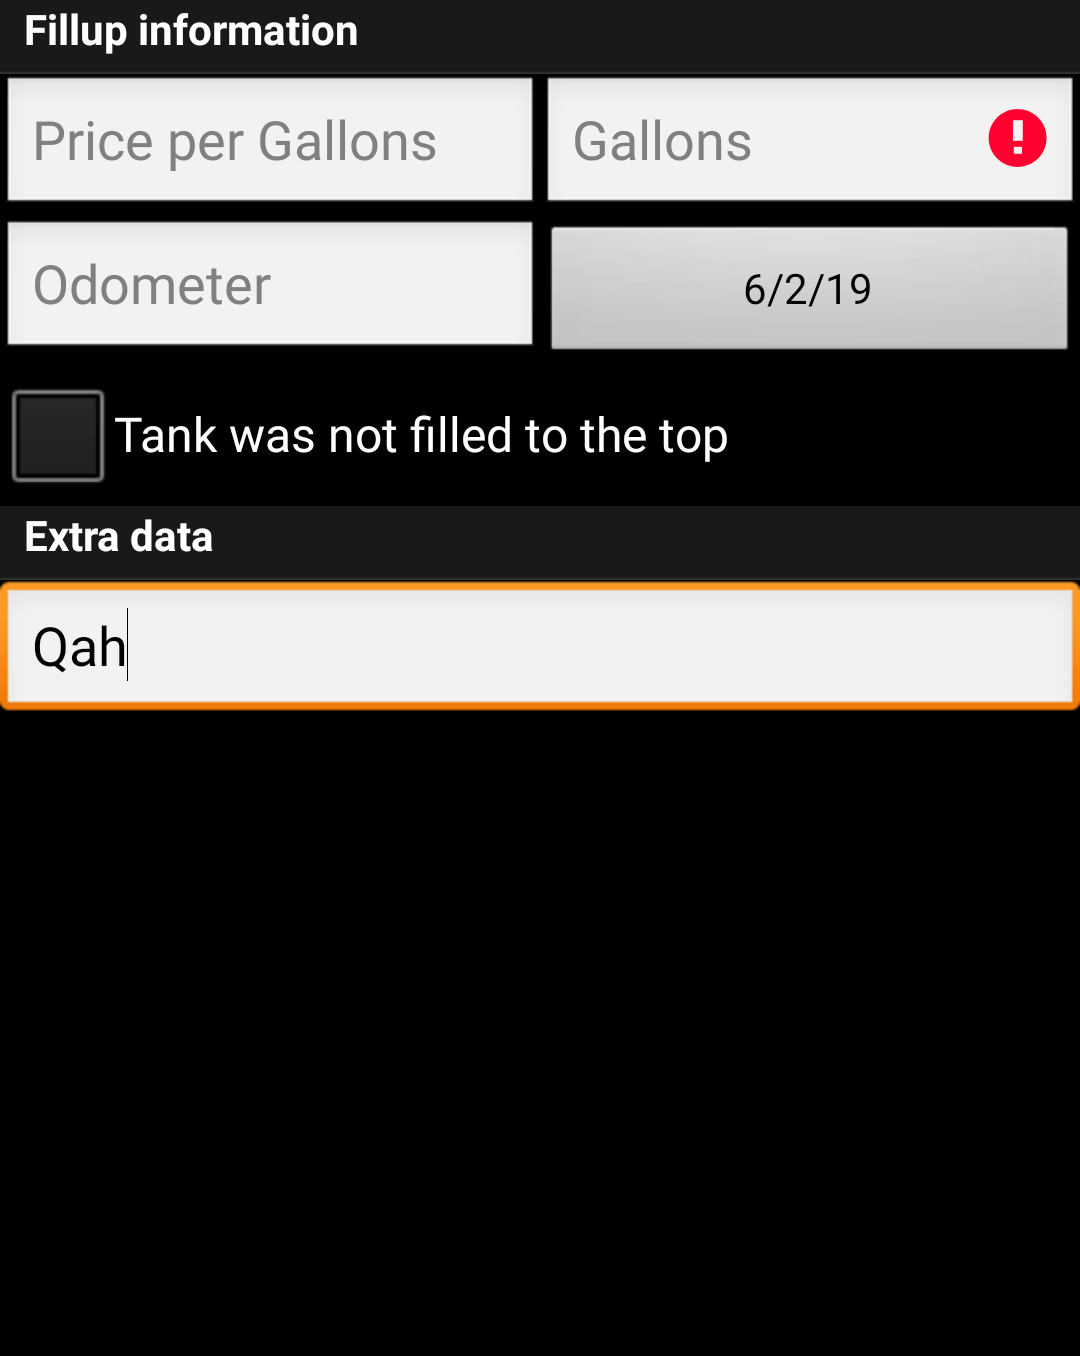 Fillup information
Price per Gallons
Gallons
Odometer
6/2/19
Tank was not filled to the top
Extra data
Qah